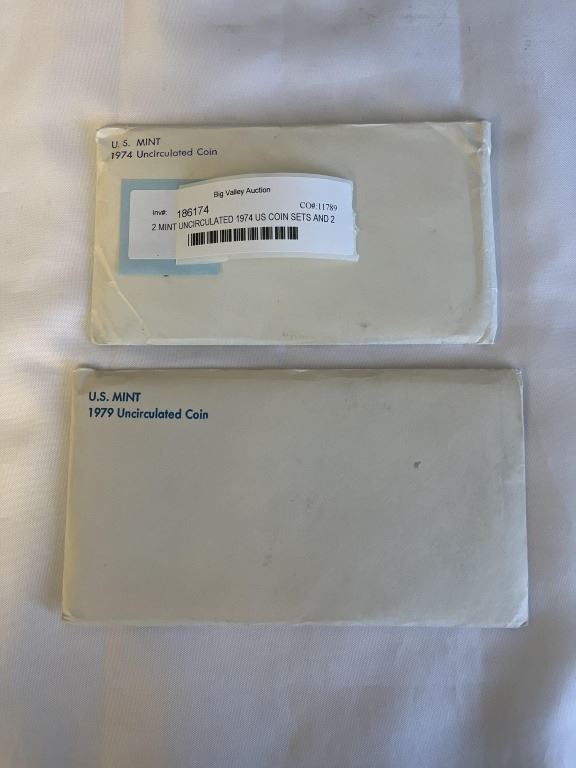 U.S. MINT
1974 Uncirculated Coin
Big Valley Auction
Inv#: 186174 CO#:11789
2 MINT UNCIRCULATED 1974 US COIN SETS AND 2
U.S. MINT
1979 Uncirculated Coin